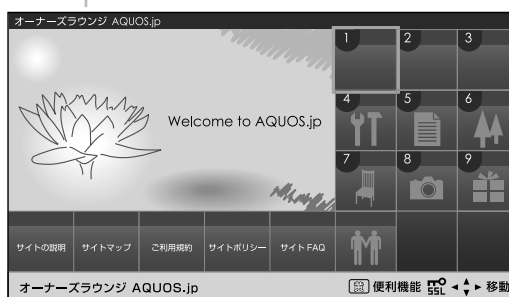 オーナーズラウンジ AQUOS.jp
1 2 3
Welcome to AQUOS.jp
4 5 6
7 8 9
サイトの説明 サイトマップ ご利用規約 サイトポリシー サイト FAQ
オーナーズラウンジ AQUOS.jp 便利機能 SSL 移動